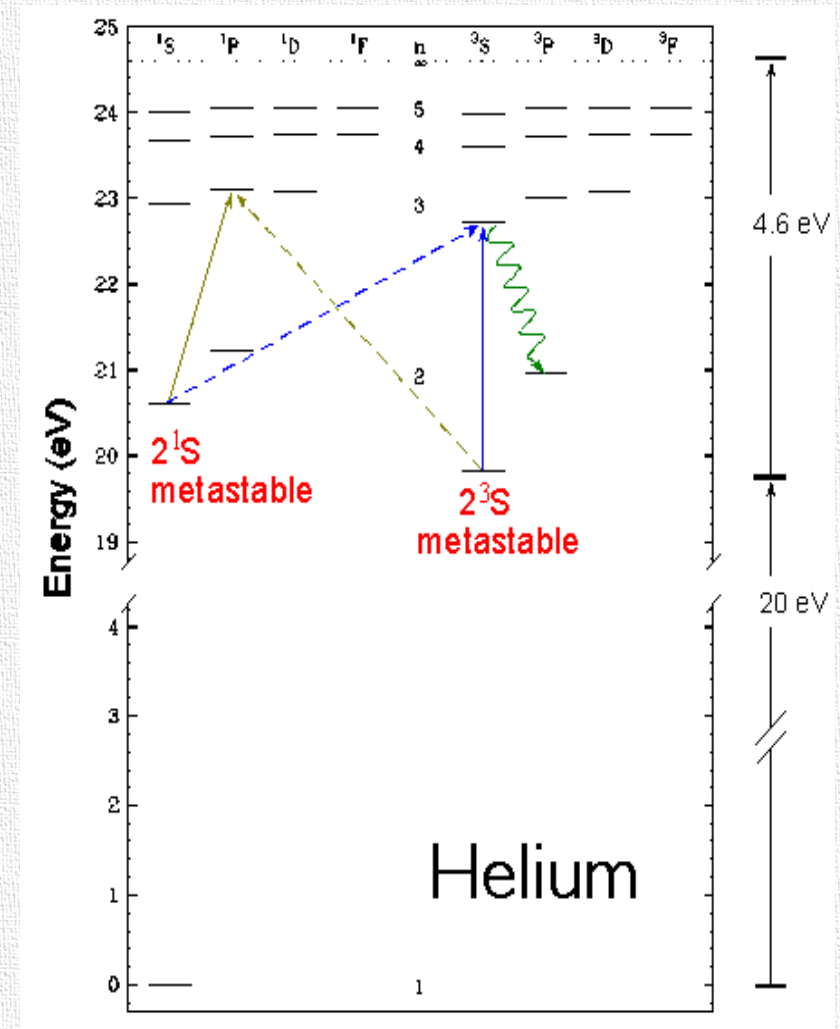 25
¹S ¹P ¹D ¹F n ³S ³P ³D ³F
∞
24
5
4
23
3
4.6 eV
22
21
2
20
2¹S
metastable
2³S
metastable
19
Energy (eV)
20 eV
4
3
2
1
Helium
0
1